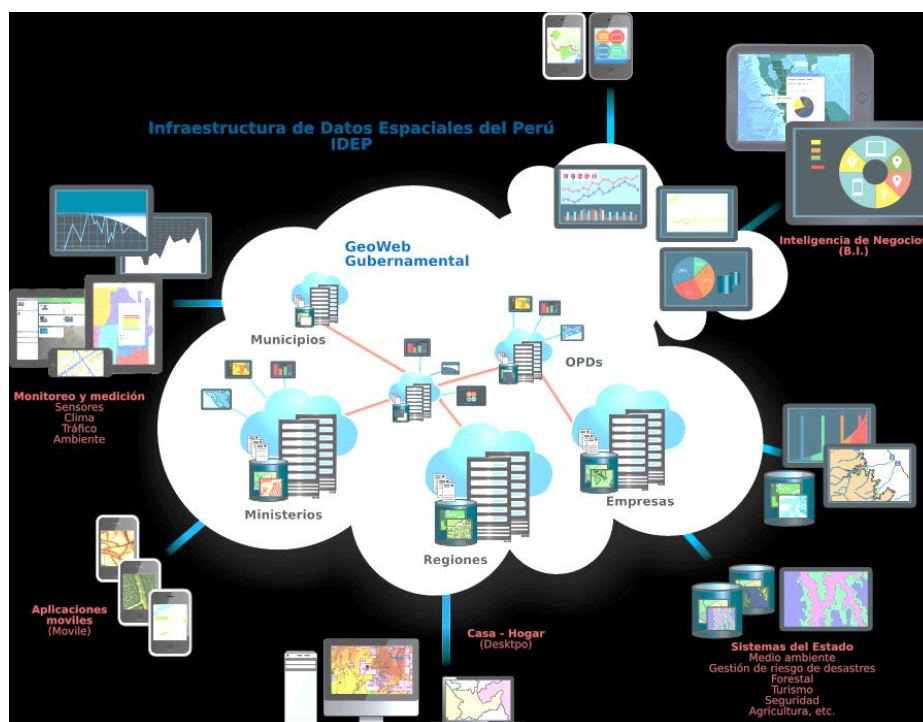 Infraestructura de Datos Espaciales del Perú
IDEP
GeoWeb
Gubernamental
Inteligencia de Negocios
(B.I.)
Municipios
OPDs
Monitoreo y medición
Sensores
Clima
Tráfico
Ambiente
Ministerios
Empresas
Regiones
Aplicaciones
moviles
(Movile)
Casa - Hogar
(Desktpo)
Sistemas del Estado
Medio ambiente
Gestión de riesgo de desastres
Forestal
Turismo
Seguridad
Agricultura, etc.